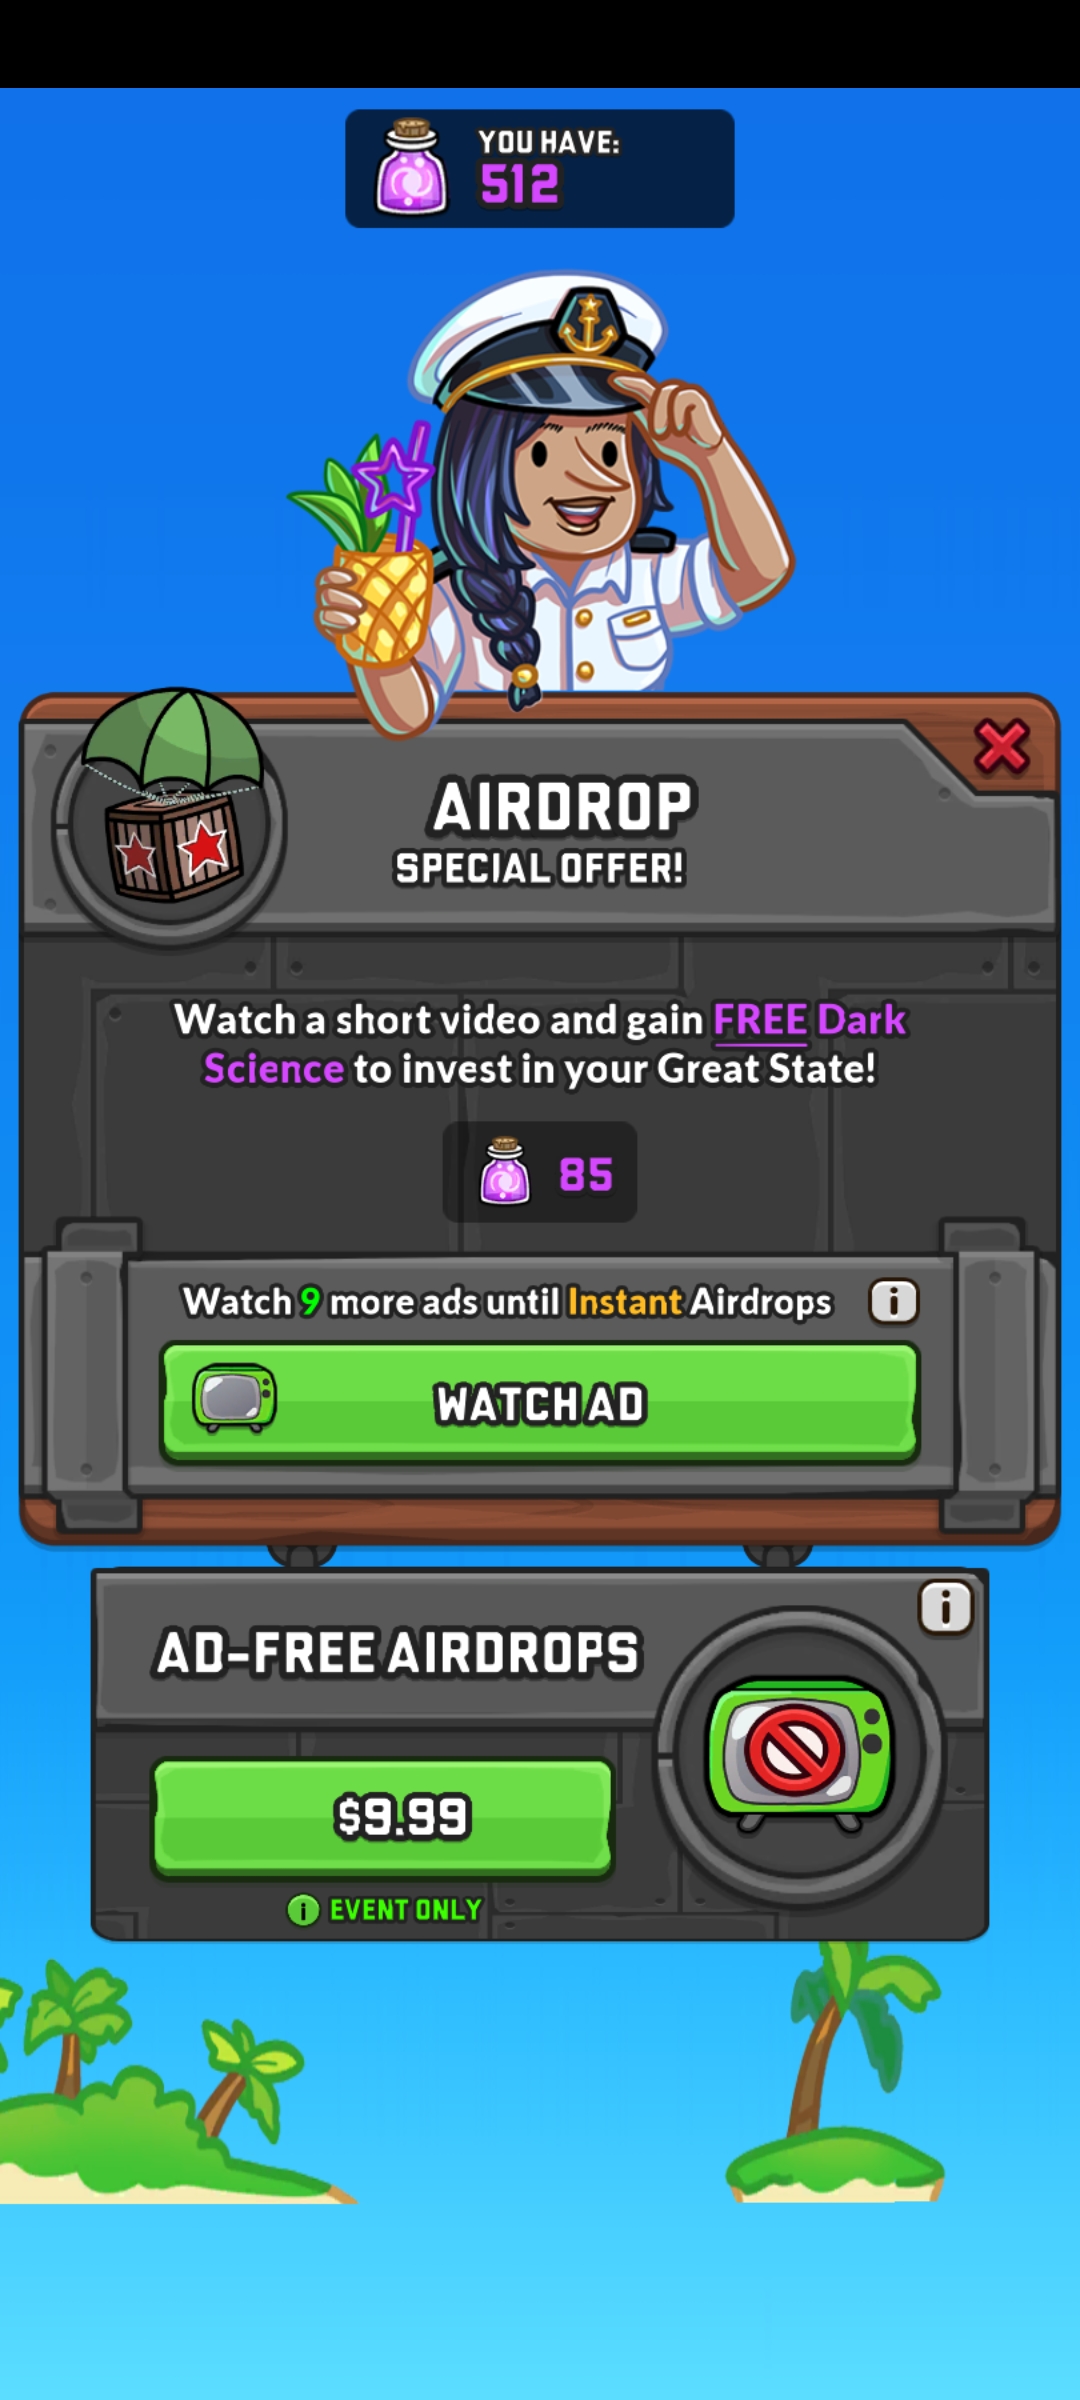 YOU HAVE:
512
AIRDROP
SPECIAL OFFER!
Watch a short video and gain FREE Dark
Science to invest in your Great State!
85
Watch 9 more ads until Instant Airdrops
i
WATCH AD
i
AD-FREE AIRDROPS
$9.99
i EVENT ONLY